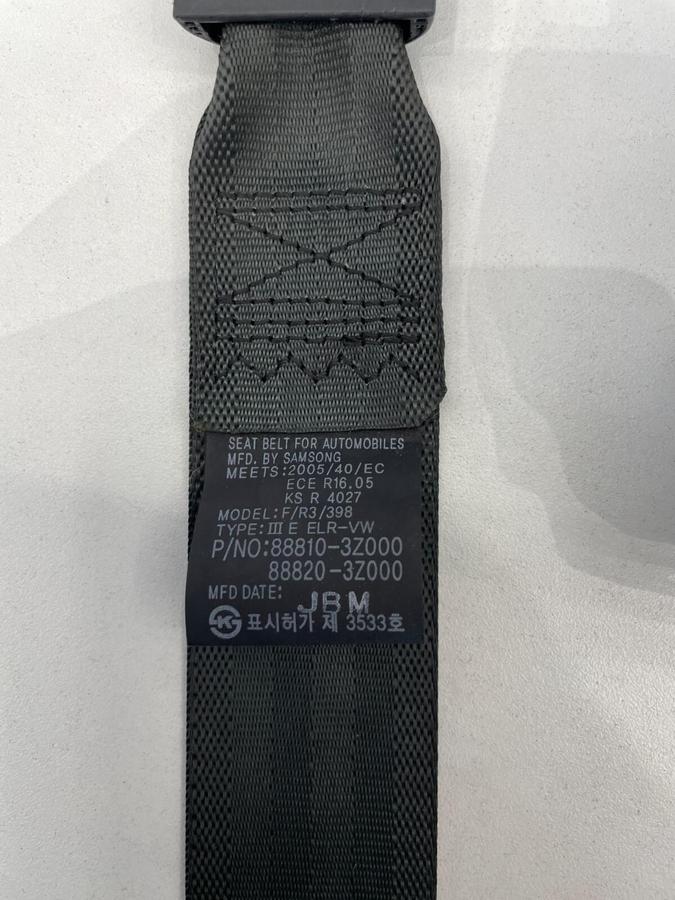 SEAT BELT FOR AUTOMOBILES
MFD. BY SAMSONG
MEETS:2005/40/EC
ECE R16.05
KS R 4027
MODEL:F/R3/398
TYPE:Ⅲ E ELR-VW
P/NO:88810-3Z000
88820-3Z000
MFD DATE: JBM
표시허가 제 3533호